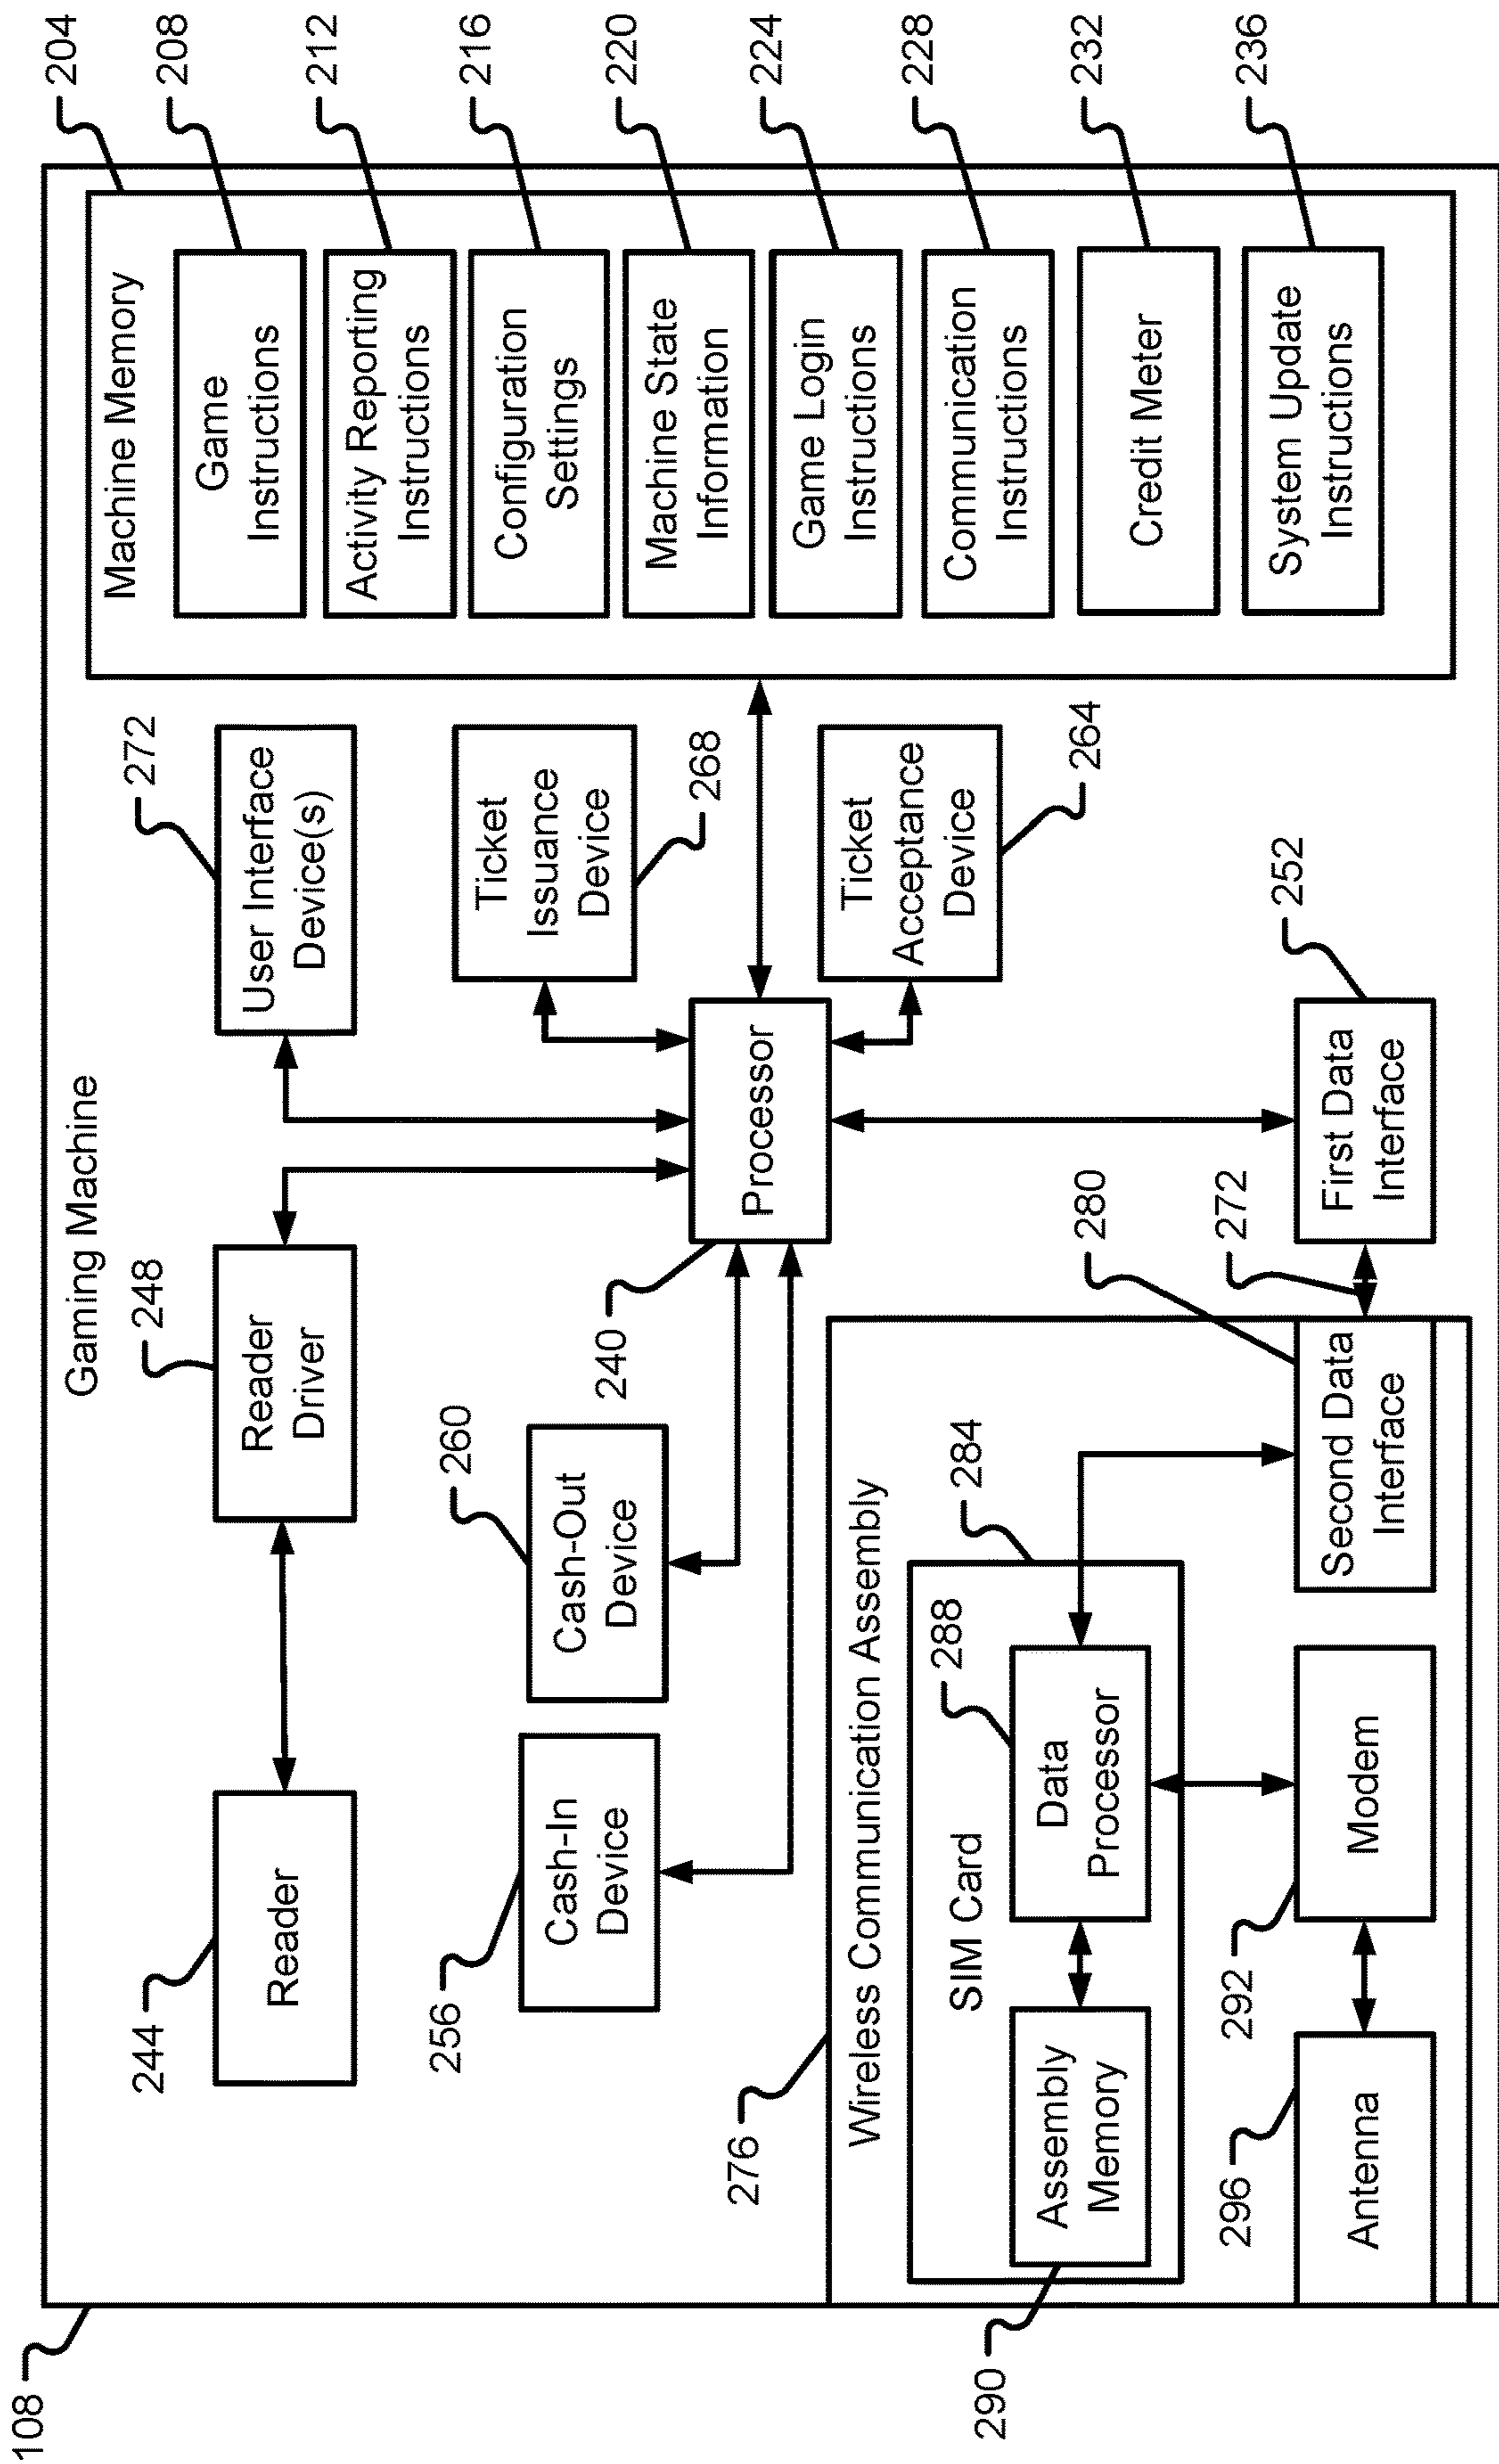 108
Gaming Machine
244
Reader
248
Reader
Driver
272
User Interface
Device(s)
Machine Memory
204
Game
Instructions
208
Activity Reporting
Instructions
212
Configuration
Settings
216
Machine State
Information
220
Game Login
Instructions
224
Communication
Instructions
228
Credit Meter
232
System Update
Instructions
236
256
Cash-In
Device
260
Cash-Out
Device
240
Processor
Ticket
Issuance
Device
268
Ticket
Acceptance
Device
264
276
Wireless Communication Assembly
284
SIM Card
290
Assembly
Memory
288
Data
Processor
280
Second Data
Interface
272
First Data
Interface
252
296
Antenna
292
Modem